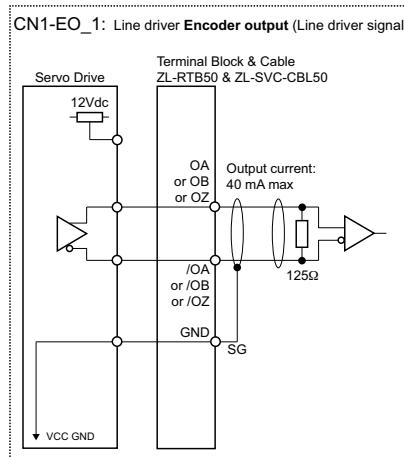 CN1-EO_1: Line driver Encoder output (Line driver signal
Terminal Block & Cable
ZL-RTB50 & ZL-SVC-CBL50
Servo Drive
12Vdc
OA
or OB
or OZ
Output current:
40 mA max
/OA
or /OB
or /OZ
125Ω
GND
SG
VCC GND